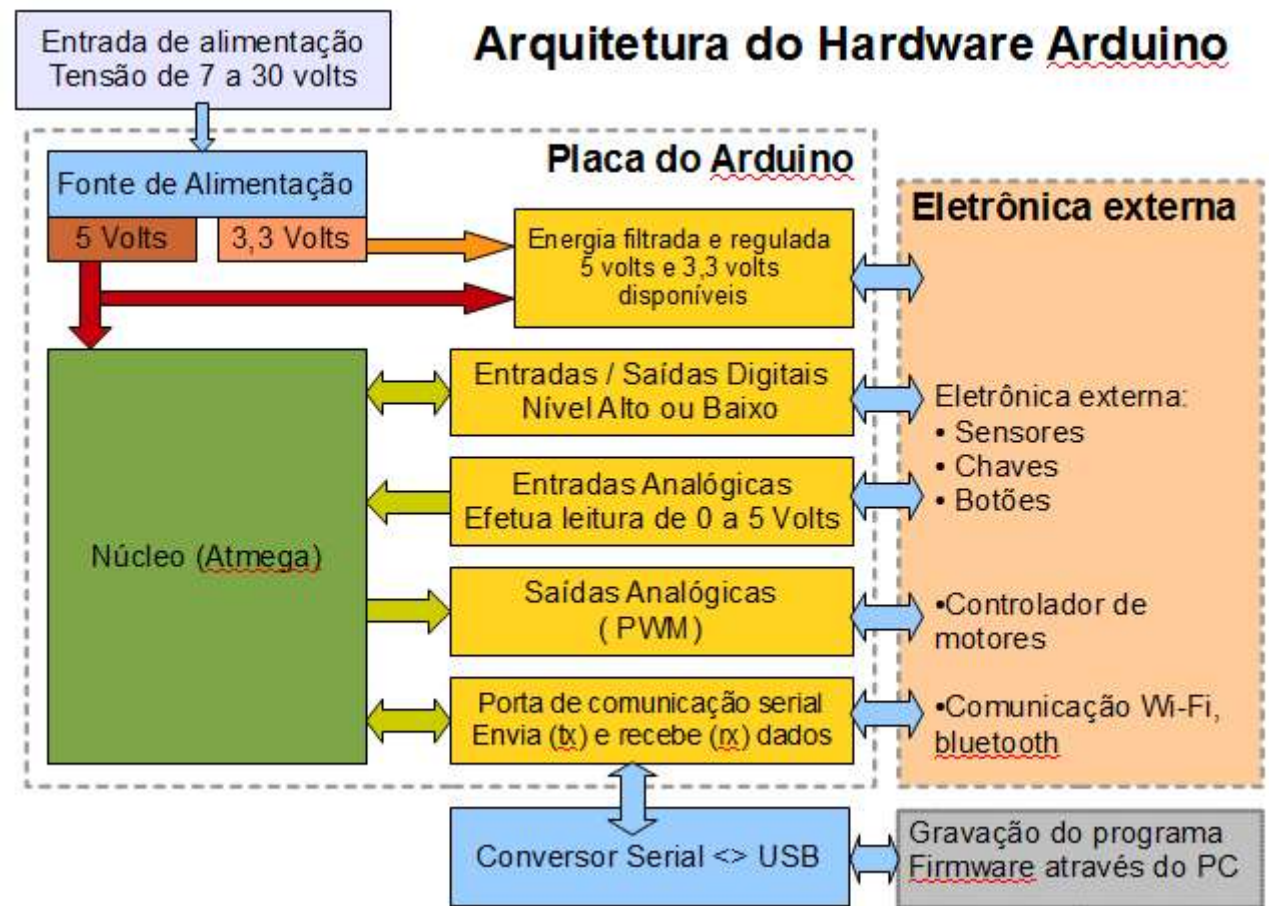 Entrada de alimentação
Tensão de 7 a 30 volts
Arquitetura do Hardware Arduino
Placa do Arduino
Fonte de Alimentação
5 Volts
3,3 Volts
Energia filtrada e regulada
5 volts e 3,3 volts
disponíveis
Eletrônica externa
Núcleo (Atmega)
Entradas / Saídas Digitais
Nível Alto ou Baixo
Entradas Analógicas
Efetua leitura de 0 a 5 Volts
Saídas Analógicas
( PWM)
Porta de comunicação serial
Envia (tx) e recebe (rx) dados
Eletrônica externa:
• Sensores
• Chaves
• Botões
•Controlador de
motores
•Comunicação Wi-Fi,
bluetooth
Conversor Serial <> USB
Gravação do programa
Firmware através do PC